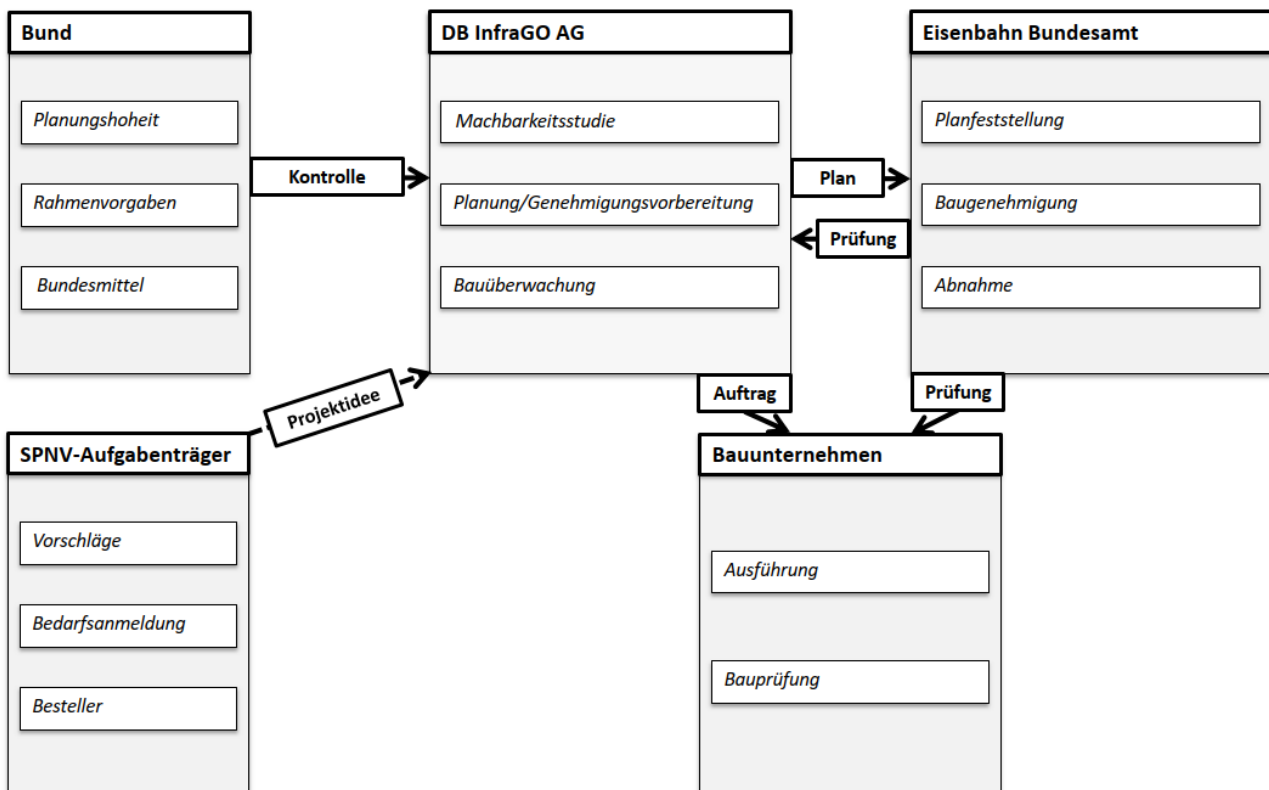 Bund
Planungshoheit
Rahmenvorgaben
Bundesmittel
Kontrolle
DB InfraGO AG
Machbarkeitsstudie
Planung/Genehmigungsvorbereitung
Bauüberwachung
Plan
Prüfung
Eisenbahn Bundesamt
Planfeststellung
Baugenehmigung
Abnahme
Projektidee
Auftrag
Prüfung
SPNV-Aufgabenträger
Vorschläge
Bedarfsanmeldung
Besteller
Bauunternehmen
Ausführung
Bauprüfung